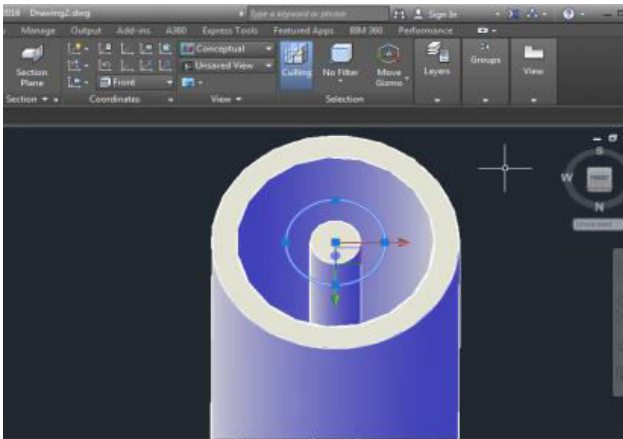 2016 Drawing2.dwg Type a keyword or phrase Sign In
Manage Output Add-ins A360 Express Tools Featured Apps BIM 360 Performance
Conceptual
Unsaved View
Front
Section Plane
Culling
No Filter
Move Gizmo
Layers
Groups
View
Section Coordinates View Selection
S
W
FRONT
N
Unnamed